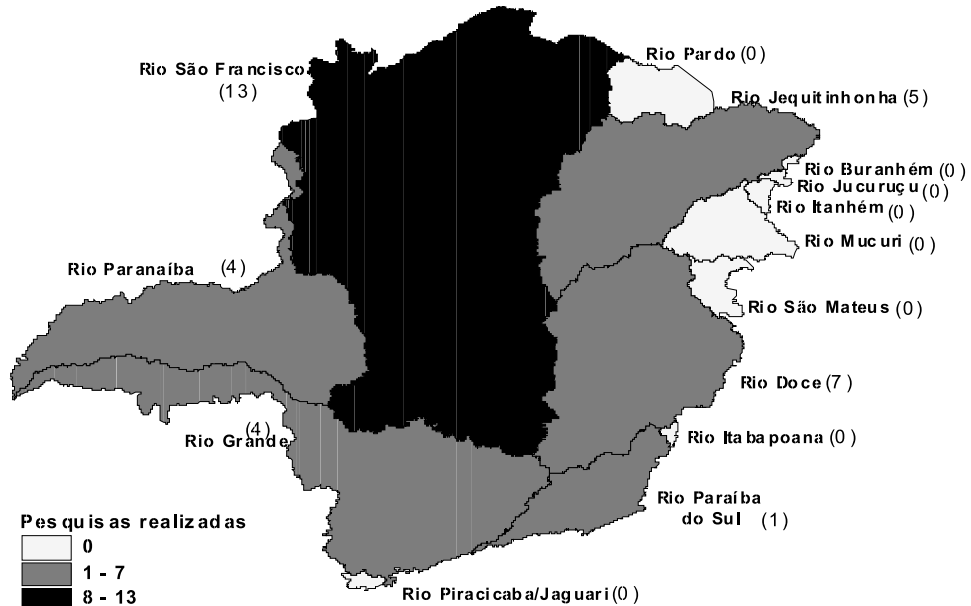 Rio São Francisco
(13)
Rio Pardo (0)
Rio Jequitinhonha (5)
Rio Buranhém (0)
Rio Jucuruçu (0)
Rio Itanhém (0)
Rio Mucuri (0)
Rio Paranaíba (4)
Rio São Mateus (0)
Rio Doce (7)
(4)
Rio Grande
Rio Itabapoana (0)
Rio Paraíba
do Sul (1)
Pesquisas realizadas
0
1 - 7
8 - 13
Rio Piracicaba/Jaguari (0)